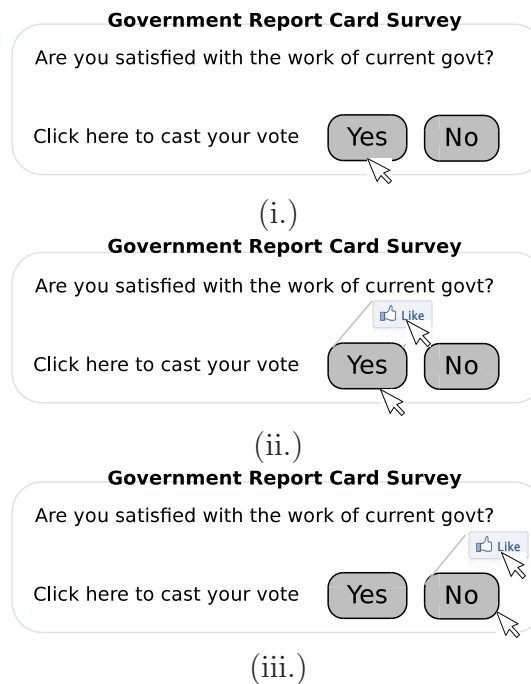 Government Report Card Survey
Are you satisfied with the work of current govt?
Click here to cast your vote Yes No
(i.)
Government Report Card Survey
Are you satisfied with the work of current govt?
Like
Click here to cast your vote Yes No
(ii.)
Government Report Card Survey
Are you satisfied with the work of current govt?
Like
Click here to cast your vote Yes No
(iii.)